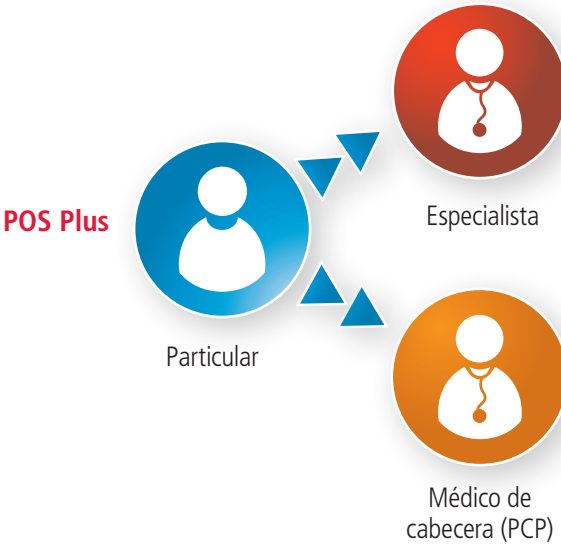 POS Plus
Particular
Especialista
Médico de
cabecera (PCP)